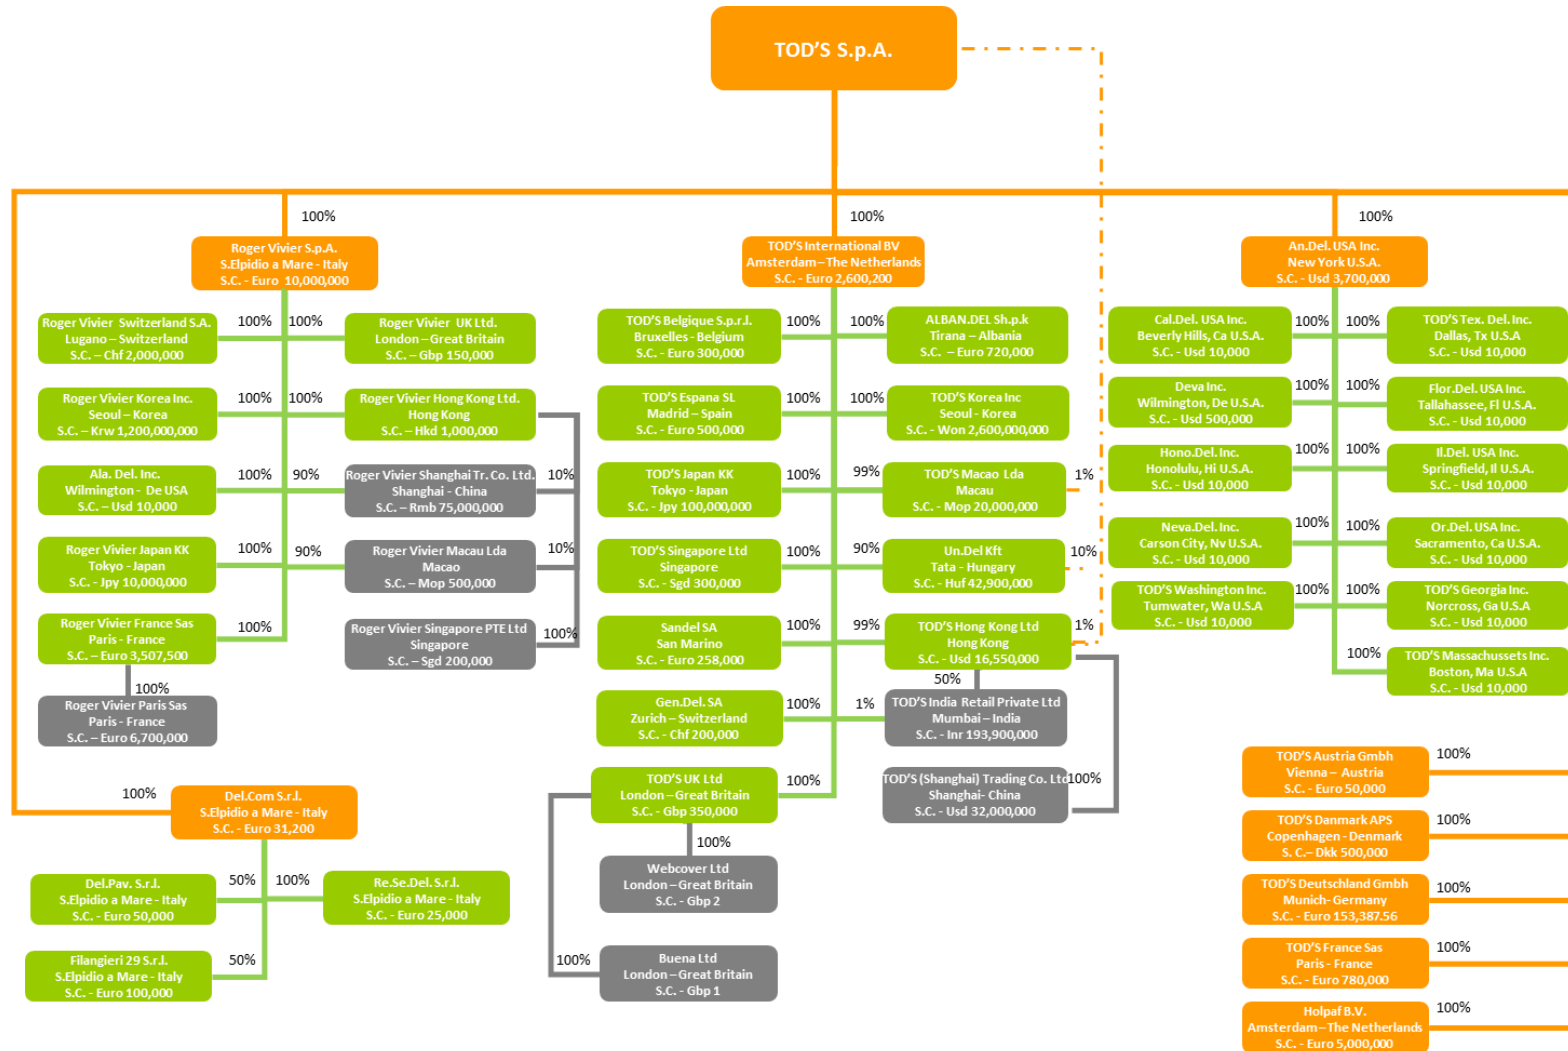 TOD'S S.p.A.
100%
100%
100%
Roger Vivier S.p.A.
S.Elpidio a Mare - Italy
S.C. - Euro 10,000,000
TOD'S International BV
Amsterdam – The Netherlands
S.C. - Euro 2,600,200
An.Del. USA Inc.
New York U.S.A.
S.C. - Usd 3,700,000
Roger Vivier Switzerland S.A.
Lugano – Switzerland
S.C. – Chf 2,000,000
100%
100%
Roger Vivier UK Ltd.
London – Great Britain
S.C. - Gbp 150,000
Roger Vivier Korea Inc.
Seoul – Korea
S.C. – Krw 1,200,000,000
100%
100%
Roger Vivier Hong Kong Ltd.
Hong Kong
S.C. – Hkd 1,000,000
Ala. Del. Inc.
Wilmington - De USA
S.C. – Usd 10,000
100%
90%
Roger Vivier Shanghai Tr. Co. Ltd.
Shanghai - China
S.C. – Rmb 75,000,000
10%
Roger Vivier Japan KK
Tokyo - Japan
S.C. - Jpy 10,000,000
100%
90%
Roger Vivier Macau Lda
Macao
S.C. – Mop 500,000
10%
Roger Vivier France Sas
Paris - France
S.C. – Euro 3,507,500
100%
Roger Vivier Singapore PTE Ltd
Singapore
S.C. – Sgd 200,000
100%
100%
Roger Vivier Paris Sas
Paris - France
S.C. – Euro 6,700,000
100%
Del.Com S.r.l.
S.Elpidio a Mare - Italy
S.C. - Euro 31,200
Del.Pav. S.r.l.
S.Elpidio a Mare - Italy
S.C. - Euro 50,000
50%
100%
Re.Se.Del. S.r.l.
S.Elpidio a Mare - Italy
S.C. - Euro 25,000
Filangieri 29 S.r.l.
S.Elpidio a Mare - Italy
S.C. - Euro 100,000
50%
TOD'S Belgique S.p.r.l.
Bruxelles - Belgium
S.C. - Euro 300,000
100%
100%
ALBAN.DEL Sh.p.k
Tirana – Albania
S.C. – Euro 720,000
TOD'S Espana SL
Madrid – Spain
S.C. - Euro 500,000
100%
100%
TOD'S Korea Inc
Seoul - Korea
S.C. - Won 2,600,000,000
TOD'S Japan KK
Tokyo - Japan
S.C. - Jpy 100,000,000
100%
99%
TOD'S Macao Lda
Macau
S.C. - Mop 20,000,000
1%
TOD'S Singapore Ltd
Singapore
S.C. - Sgd 300,000
100%
90%
Un.Del Kft
Tata - Hungary
S.C. - Huf 42,900,000
10%
Sandel SA
San Marino
S.C. - Euro 258,000
100%
99%
TOD'S Hong Kong Ltd
Hong Kong
S.C. - Usd 16,550,000
1%
50%
Gen.Del. SA
Zurich – Switzerland
S.C. - Chf 200,000
100%
1%
TOD'S India Retail Private Ltd
Mumbai – India
S.C. - Inr 193,900,000
TOD'S UK Ltd
London – Great Britain
S.C. - Gbp 350,000
100%
TOD'S (Shanghai) Trading Co. Ltd
Shanghai- China
S.C. - Usd 32,000,000
100%
100%
Webcover Ltd
London – Great Britain
S.C. - Gbp 2
100%
Buena Ltd
London – Great Britain
S.C. - Gbp 1
Cal.Del. USA Inc.
Beverly Hills, Ca U.S.A.
S.C. - Usd 10,000
100%
100%
TOD'S Tex. Del. Inc.
Dallas, Tx U.S.A
S.C. - Usd 10,000
Deva Inc.
Wilmington, De U.S.A.
S.C. - Usd 500,000
100%
100%
Flor.Del. USA Inc.
Tallahassee, Fl U.S.A.
S.C. - Usd 10,000
Hono.Del. Inc.
Honolulu, Hi U.S.A.
S.C. - Usd 10,000
100%
100%
Il.Del. USA Inc.
Springfield, Il U.S.A.
S.C. - Usd 10,000
Neva.Del. Inc.
Carson City, Nv U.S.A.
S.C. - Usd 10,000
100%
100%
Or.Del. USA Inc.
Sacramento, Ca U.S.A.
S.C. - Usd 10,000
TOD'S Washington Inc.
Tumwater, Wa U.S.A
S.C. - Usd 10,000
100%
100%
TOD'S Georgia Inc.
Norcross, Ga U.S.A
S.C. - Usd 10,000
100%
TOD'S Massachussets Inc.
Boston, Ma U.S.A
S.C. - Usd 10,000
TOD'S Austria Gmbh
Vienna – Austria
S.C. - Euro 50,000
100%
TOD'S Danmark APS
Copenhagen - Denmark
S. C.– Dkk 500,000
100%
TOD'S Deutschland Gmbh
Munich- Germany
S.C. - Euro 153,387.56
100%
TOD'S France Sas
Paris - France
S.C. - Euro 780,000
100%
Holpaf B.V.
Amsterdam – The Netherlands
S.C. - Euro 5,000,000
100%